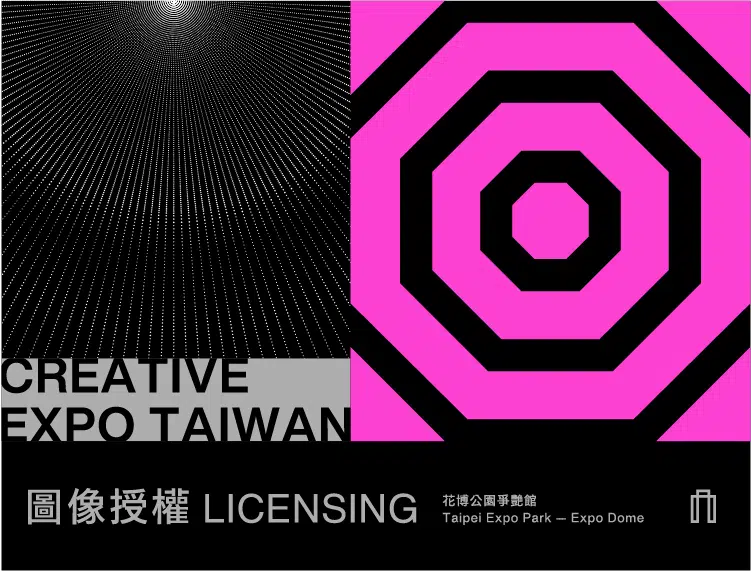 CREATIVE
EXPO TAIWAN
圖像授權 LICENSING
花博公園爭艷館
Taipei Expo Park — Expo Dome